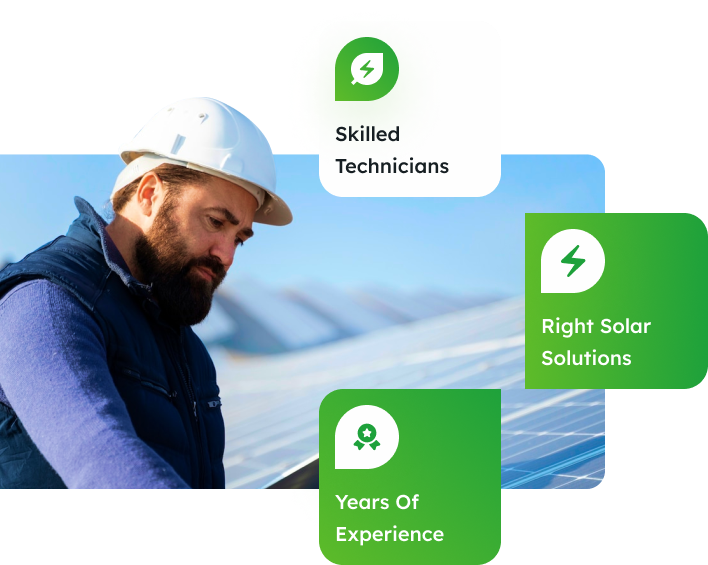 Skilled
Technicians
Right Solar
Solutions
Years Of
Experience